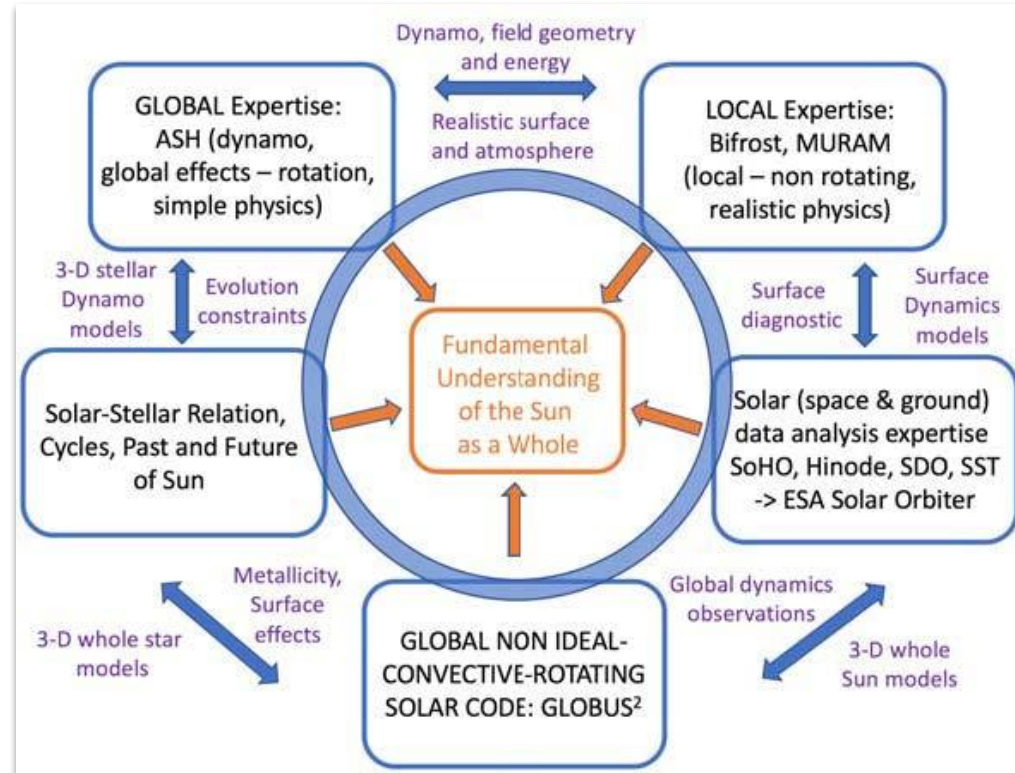 Dynamo, field geometry
and energy
GLOBAL Expertise:
ASH (dynamo,
global effects – rotation,
simple physics)
Realistic surface
and atmosphere
LOCAL Expertise:
Bifrost, MURAM
(local – non rotating,
realistic physics)
3-D stellar
Dynamo
models
Evolution
constraints
Surface
diagnostic
Surface
Dynamics
models
Fundamental
Understanding
of the Sun
as a Whole
Solar-Stellar Relation,
Cycles, Past and Future
of Sun
Solar (space & ground)
data analysis expertise
SoHO, Hinode, SDO, SST
-> ESA Solar Orbiter
Metallicity,
Surface
effects
3-D whole star
models
GLOBAL NON IDEAL-
CONVECTIVE-ROTATING
SOLAR CODE: GLOBUS²
Global dynamics
observations
3-D whole
Sun models